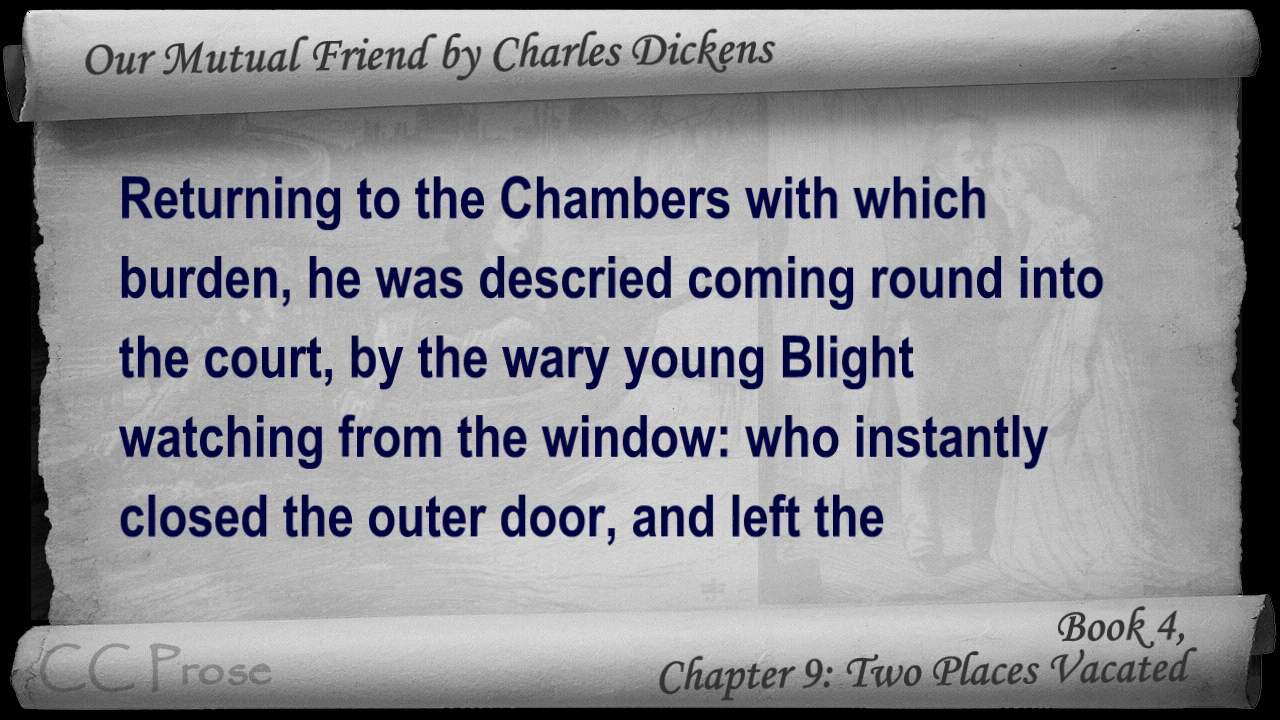 Our Mutual Friend by Charles Dickens
Returning to the Chambers with which
burden, he was descried coming round into
the court, by the wary young Blight
watching from the window: who instantly
closed the outer door, and left the
Book 4,
CC Prose
Chapter 9: Two Places Vacated